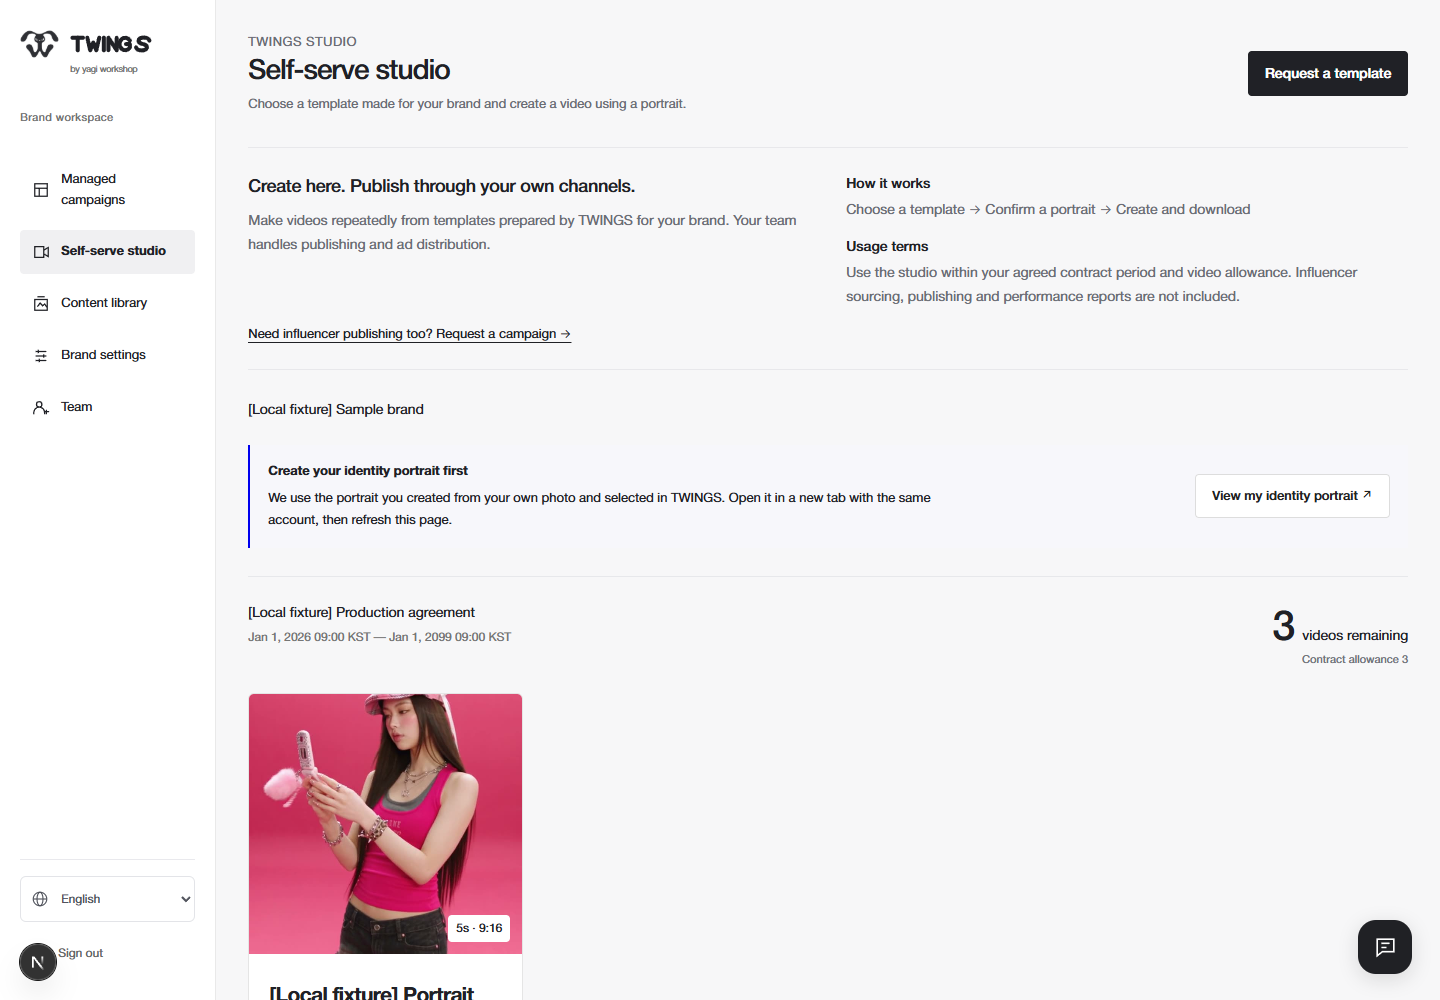 TWINGS
by yagi workshop
Brand workspace
Managed
campaigns
Self-serve studio
Content library
Brand settings
Team
English
N
Sign out
TWINGS STUDIO
Self-serve studio
Choose a template made for your brand and create a video using a portrait.
Request a template
Create here. Publish through your own channels.
Make videos repeatedly from templates prepared by TWINGS for your brand. Your team
handles publishing and ad distribution.
Need influencer publishing too? Request a campaign →
How it works
Choose a template → Confirm a portrait → Create and download
Usage terms
Use the studio within your agreed contract period and video allowance. Influencer
sourcing, publishing and performance reports are not included.
[Local fixture] Sample brand
Create your identity portrait first
We use the portrait you created from your own photo and selected in TWINGS. Open it in a new tab with the same
account, then refresh this page.
View my identity portrait ↗
[Local fixture] Production agreement
Jan 1, 2026 09:00 KST — Jan 1, 2099 09:00 KST
3 videos remaining
Contract allowance 3
5s · 9:16
[Local fixture] Portrait